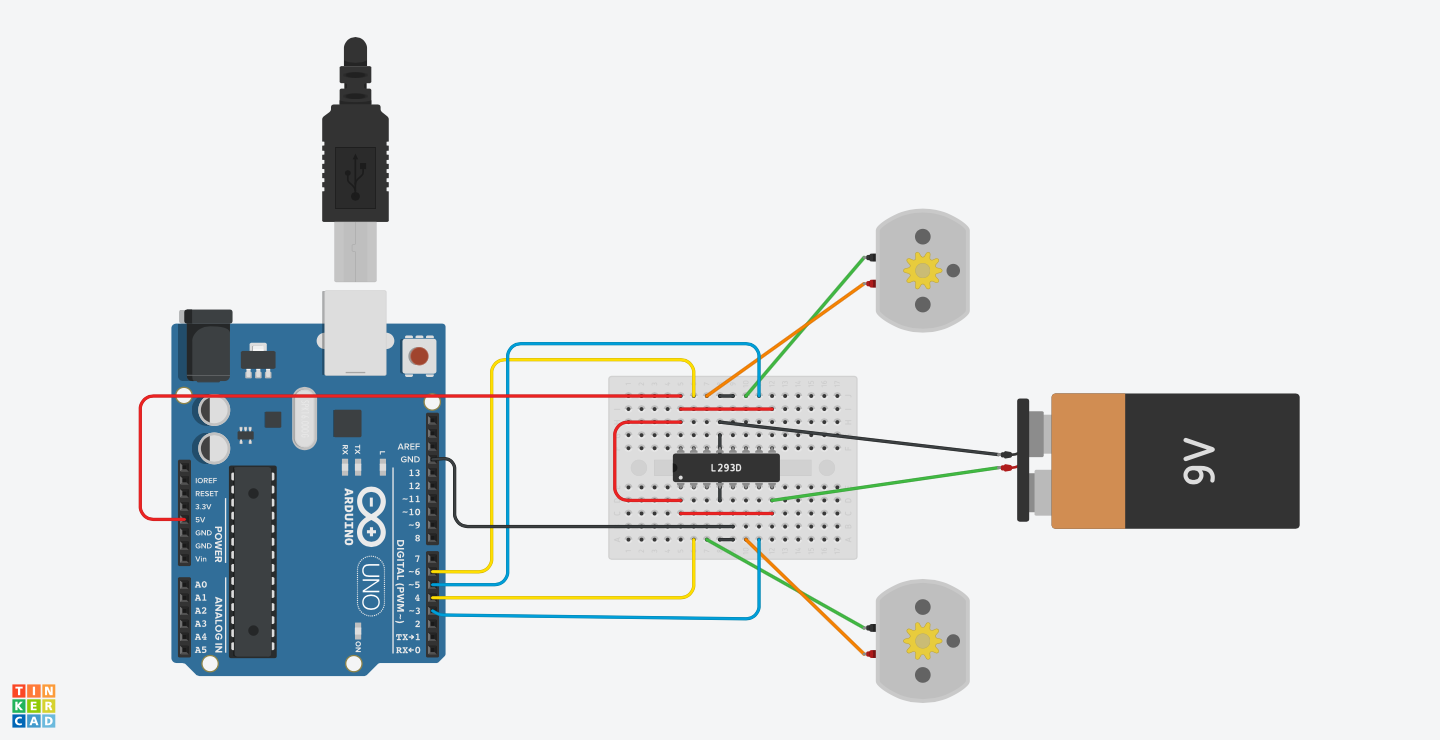 AREF
GND
13
12
~11
~10
~9
8
7
~6
~5
4
~3
2
TX→1
RX←0
DIGITAL (PWM~)
RX
TX
L
ARDUINO
UNO
ON
IOREF
RESET
3.3V
5V
GND
GND
Vin
POWER
A0
A1
A2
A3
A4
A5
ANALOG IN
L293D
9V
TIN
KER
CAD